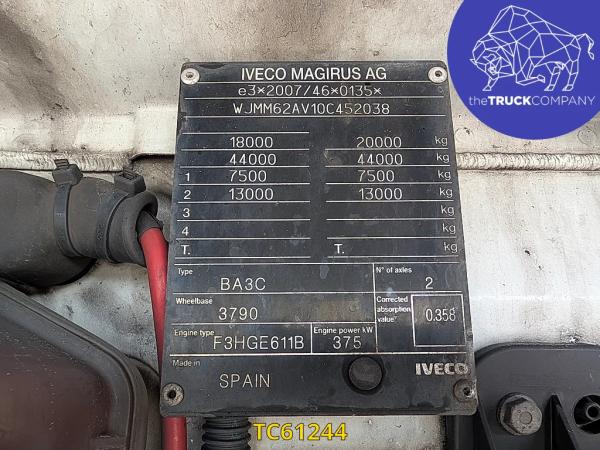 IVECO MAGIRUS AG
e3*2007/46*0135*
WJMM62AV10C452038
18000 20000 kg
44000 44000 kg
1 7500 7500 kg
2 13000 13000 kg
3 kg
4 kg
T. T. kg
Type BA3C N° of axles 2
Wheelbase 3790 Corrected absorption value* 0.358
Engine type F3HGE611B Engine power kW 375
Made in SPAIN IVECO
theTRUCKCOMPANY
TC61244